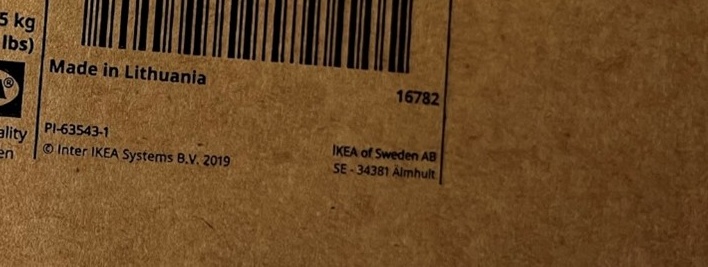 5 kg
lbs)
Made in Lithuania
16782
ality
en
PI-63543-1
© Inter IKEA Systems B.V. 2019
IKEA of Sweden AB
SE - 34381 Älmhult